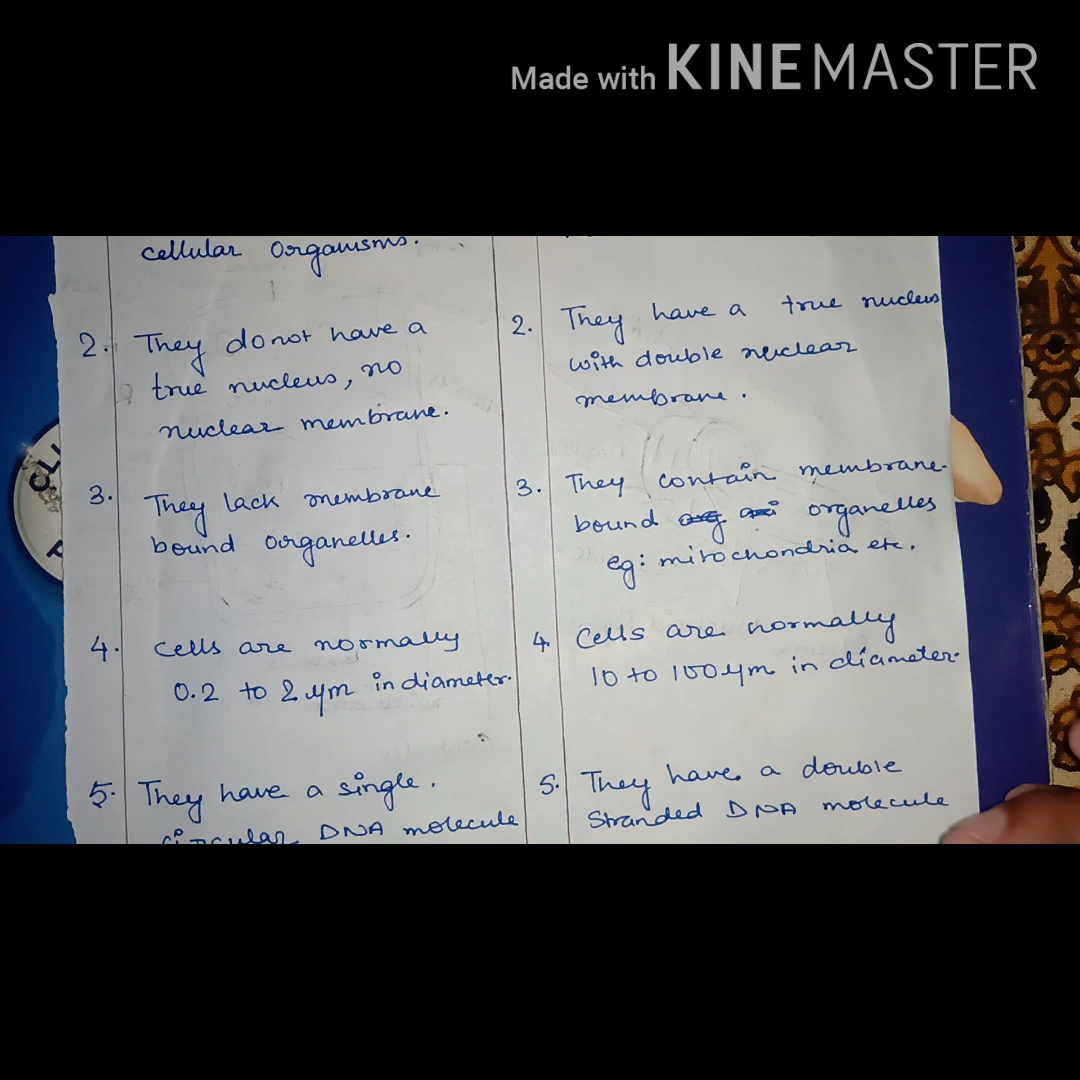 Made with KINEMASTER
cellular organisms.
2. They do not have a
true nucleus, no
nuclear membrane.
3. They lack membrane
bound organelles.
4. Cells are normally
0.2 to 2 μm in diameter.
5. They have a single.
circular DNA molecule
2. They have a true nucleus
with double nuclear
membrane.
3. They contain membrane-
bound organelles
eg: mitochondria etc.
4 Cells are normally
10 to 100 μm in diameter.
5. They have a double
Stranded DNA molecule